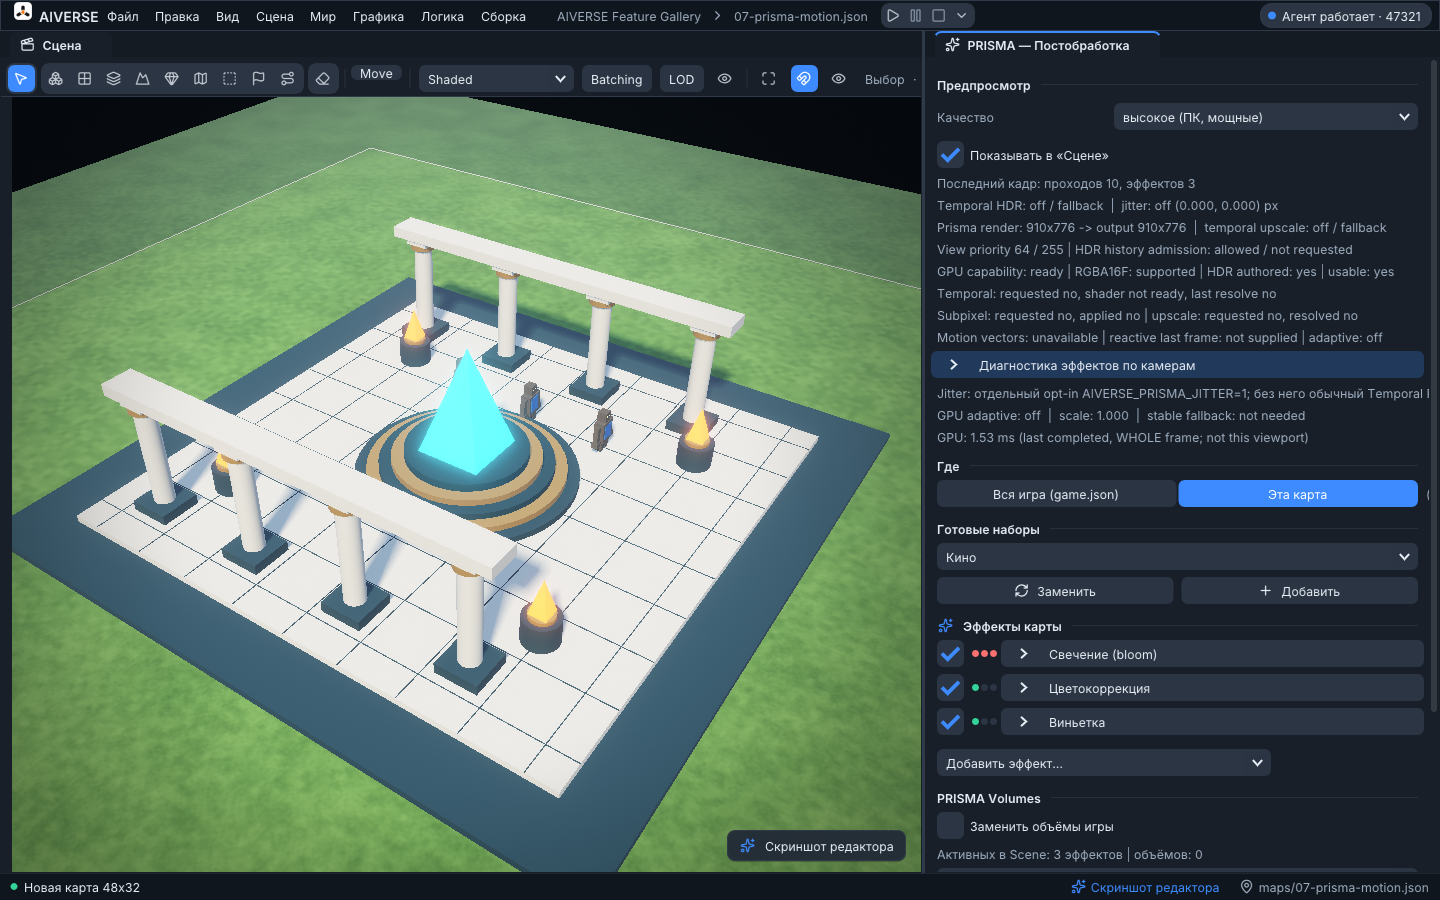 AIVERSE Файл Правка Вид Сцена Мир Графика Логика Сборка AIVERSE Feature Gallery 07-prisma-motion.json Агент работает · 47321
Сцена
Move Shaded Batching LOD Выбор ·
PRISMA — Постобработка
Предпросмотр
Качество высокое (ПК, мощные)
Показывать в «Сцене»
Последний кадр: проходов 10, эффектов 3
Temporal HDR: off / fallback | jitter: off (0.000, 0.000) px
Prisma render: 910x776 -> output 910x776 | temporal upscale: off / fallback
View priority 64 / 255 | HDR history admission: allowed / not requested
GPU capability: ready | RGBA16F: supported | HDR authored: yes | usable: yes
Temporal: requested no, shader not ready, last resolve no
Subpixel: requested no, applied no | upscale: requested no, resolved no
Motion vectors: unavailable | reactive last frame: not supplied | adaptive: off
Диагностика эффектов по камерам
Jitter: отдельный opt-in AIVERSE_PRISMA_JITTER=1; без него обычный Temporal
GPU adaptive: off | scale: 1.000 | stable fallback: not needed
GPU: 1.53 ms (last completed, WHOLE frame; not this viewport)
Где
Вся игра (game.json) Эта карта (
Готовые наборы
Кино
Заменить Добавить
Эффекты карты
Свечение (bloom)
Цветокоррекция
Виньетка
Добавить эффект...
PRISMA Volumes
Заменить объёмы игры
Активных в Scene: 3 эффектов | объёмов: 0
Скриншот редактора
Новая карта 48x32 Скриншот редактора maps/07-prisma-motion.json